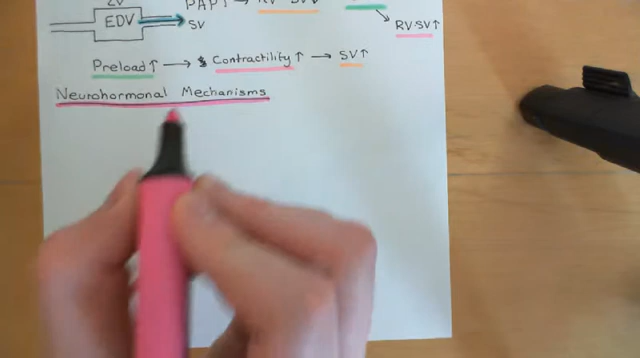 EDV
SV
RV·SV↑
Preload↑ → Contractility↑ → SV↑
Neurohormonal Mechanisms